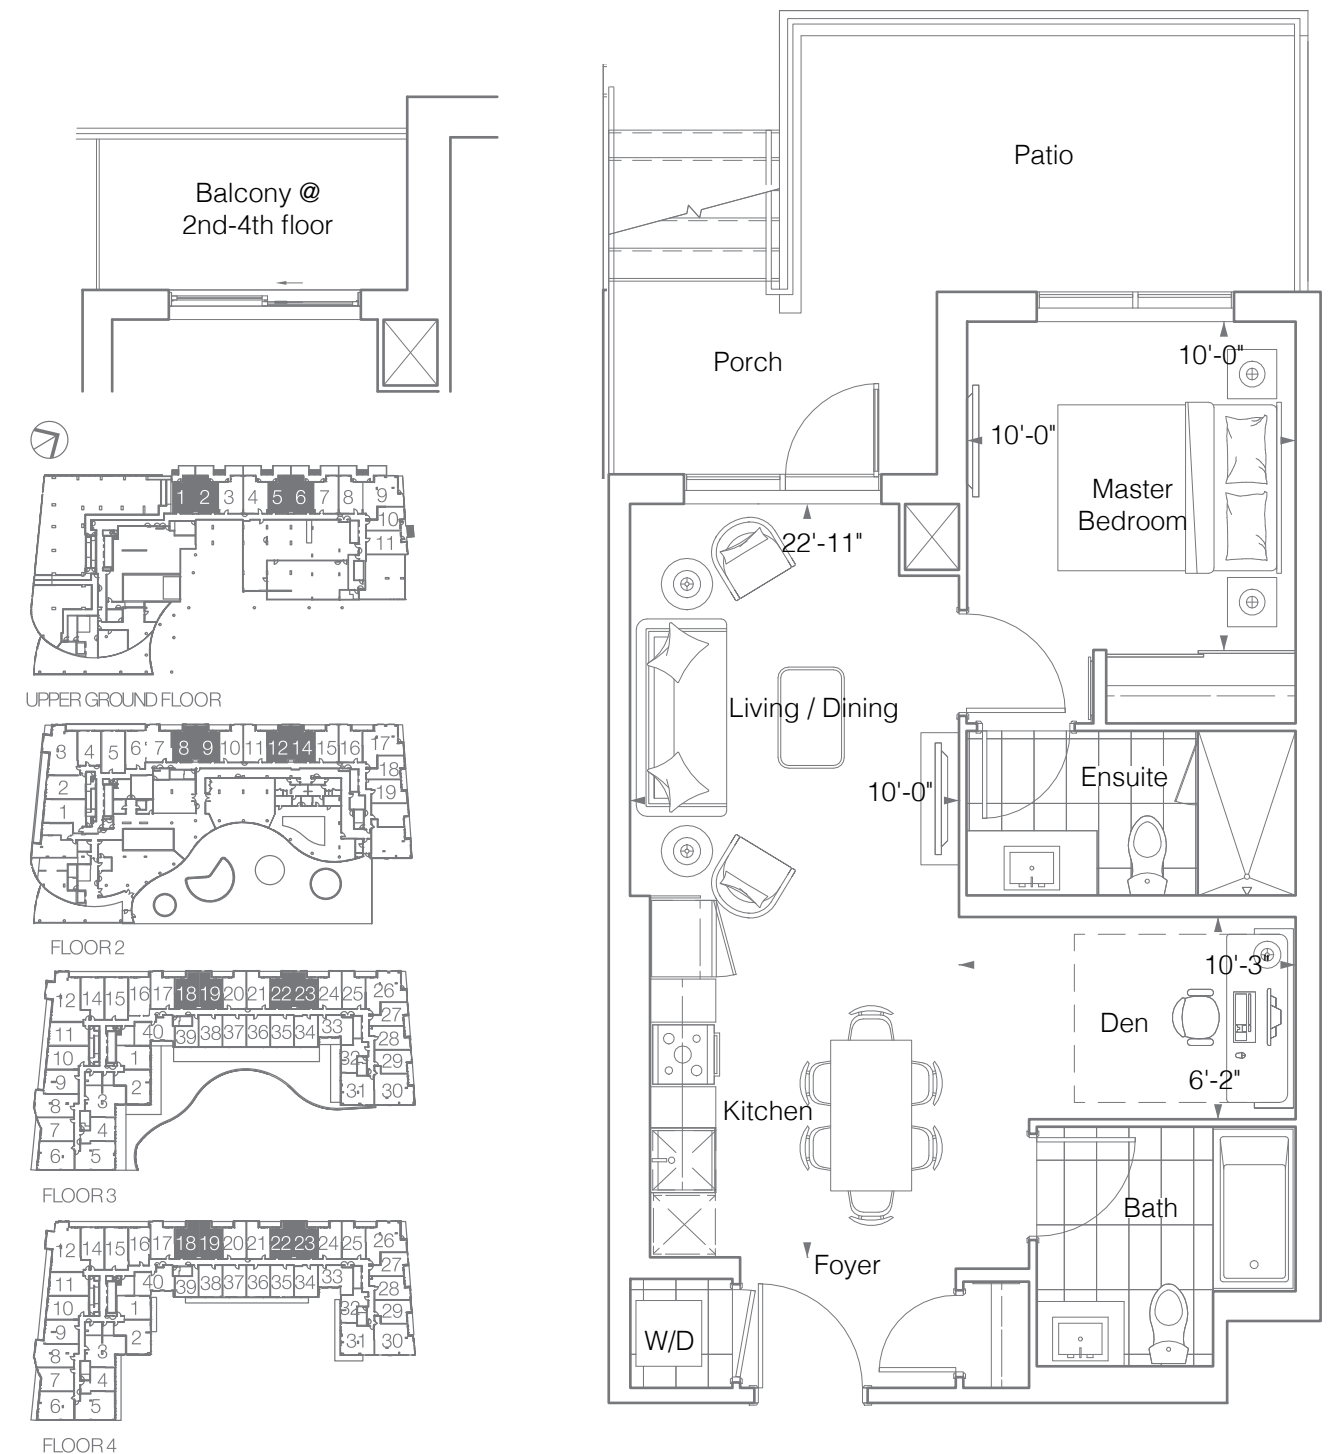 Balcony @
2nd-4th floor
1 2 3 4 5 6 7 8 9
10
11
UPPER GROUND FLOOR
3 4 5 6 7 8 9 10 11 12 14 15 16 17
18
2
19
1
FLOOR 2
12 14 15 16 17 18 19 20 21 22 23 24 25 26
27
11 40 39 38 37 36 35 34 33
28
10 1 32 29
9 2 31 30
3
8
7 4
6 5
FLOOR 3
12 14 15 16 17 18 19 20 21 22 23 24 25 26
27
11 40 39 38 37 36 35 34 33
28
10 1 32 29
9 2 31 30
3
8
7 4
6 5
FLOOR 4
Patio
Porch
10'-0"
10'-0"
Master
Bedroom
22'-11"
Living / Dining
10'-0"
Ensuite
10'-3"
Den
6'-2"
Kitchen
Bath
Foyer
W/D